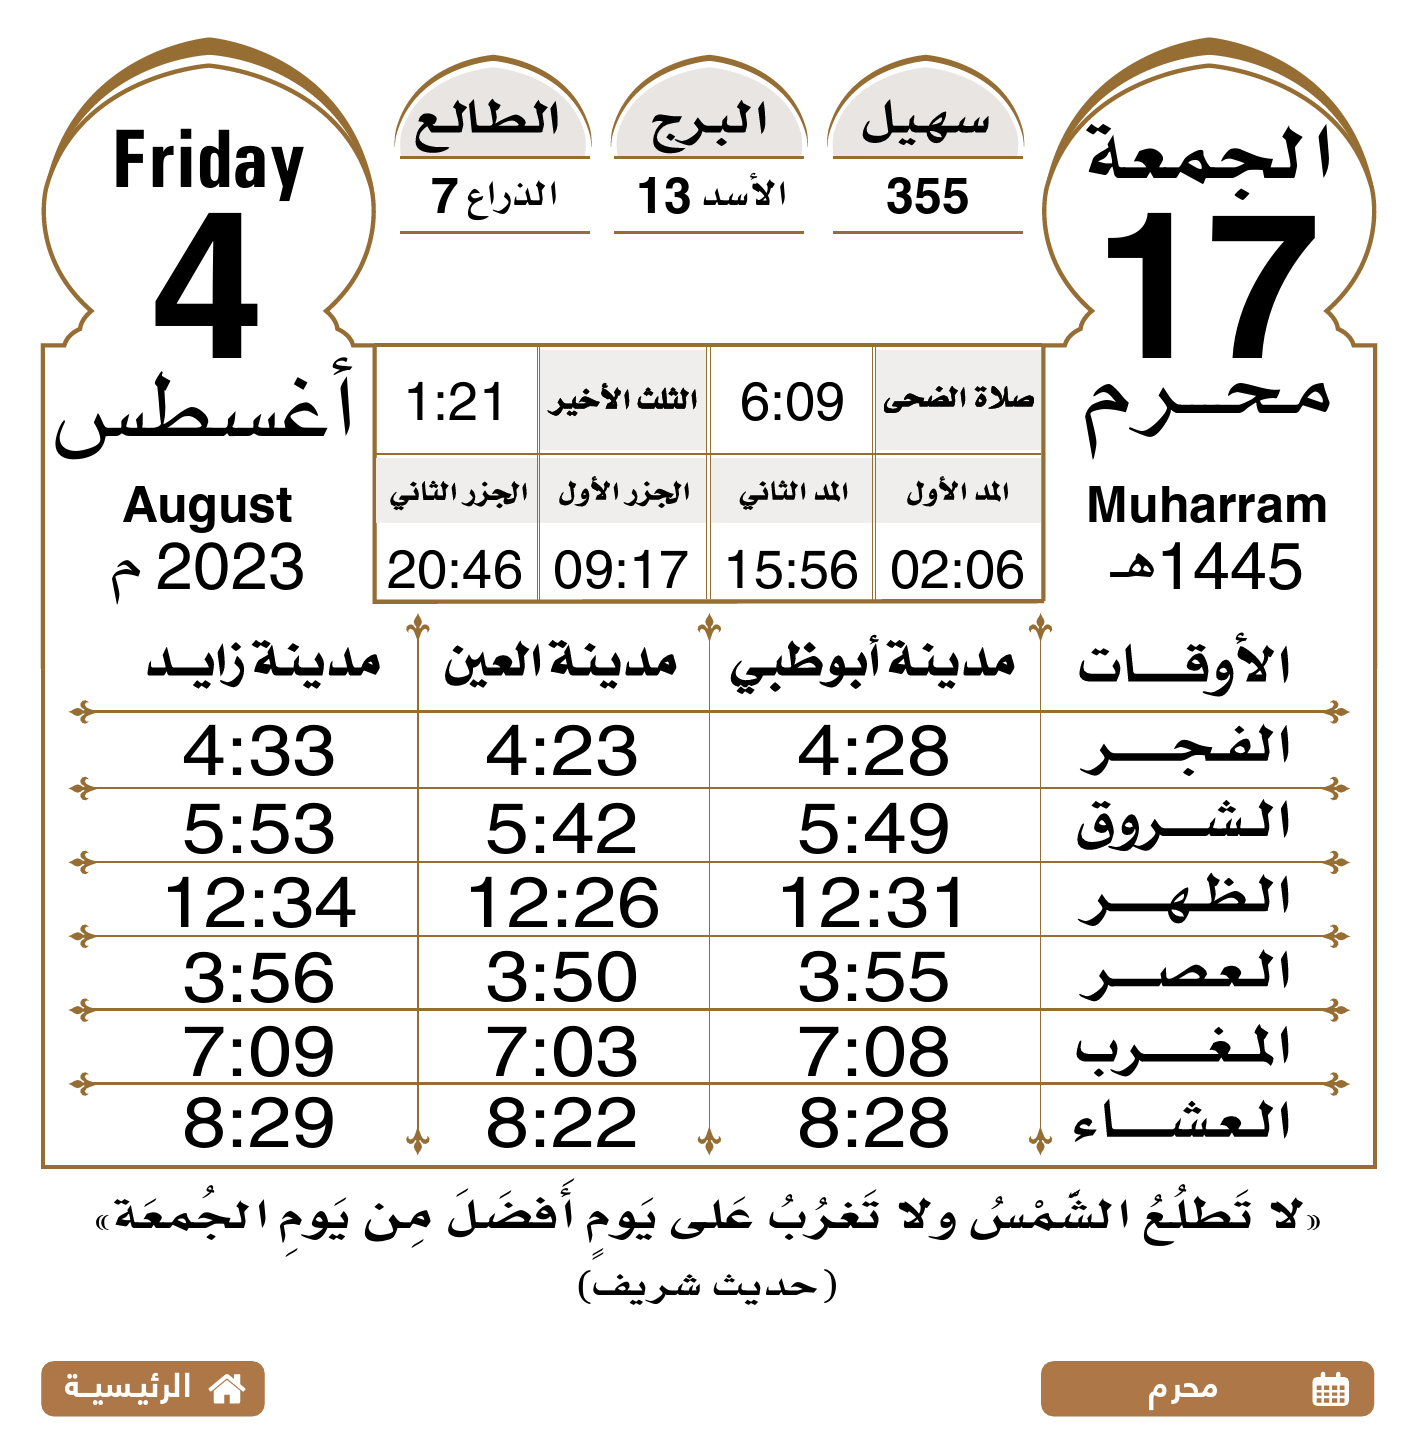 الجمعة
17
محرم
Muharram
1445هـ
سهيل
355
البرج
الأسد 13
الطالع
الذراع 7
Friday
4
أغسطس
August
2023 م
صلاة الضحى 6:09 الثلث الأخير 1:21
المد الأول المد الثاني الجزر الأول الجزر الثاني
02:06 15:56 09:17 20:46
الأوقات مدينة أبوظبي مدينة العين مدينة زايد
الفجر 4:28 4:23 4:33
الشروق 5:49 5:42 5:53
الظهر 12:31 12:26 12:34
العصر 3:55 3:50 3:56
المغرب 7:08 7:03 7:09
العشاء 8:28 8:22 8:29
«لا تَطلُعُ الشَّمْسُ ولا تَغرُبُ عَلى يَومٍ أَفضَلَ مِن يَومِ الجُمعَة»
(حديث شريف)
محرم
الرئيسية